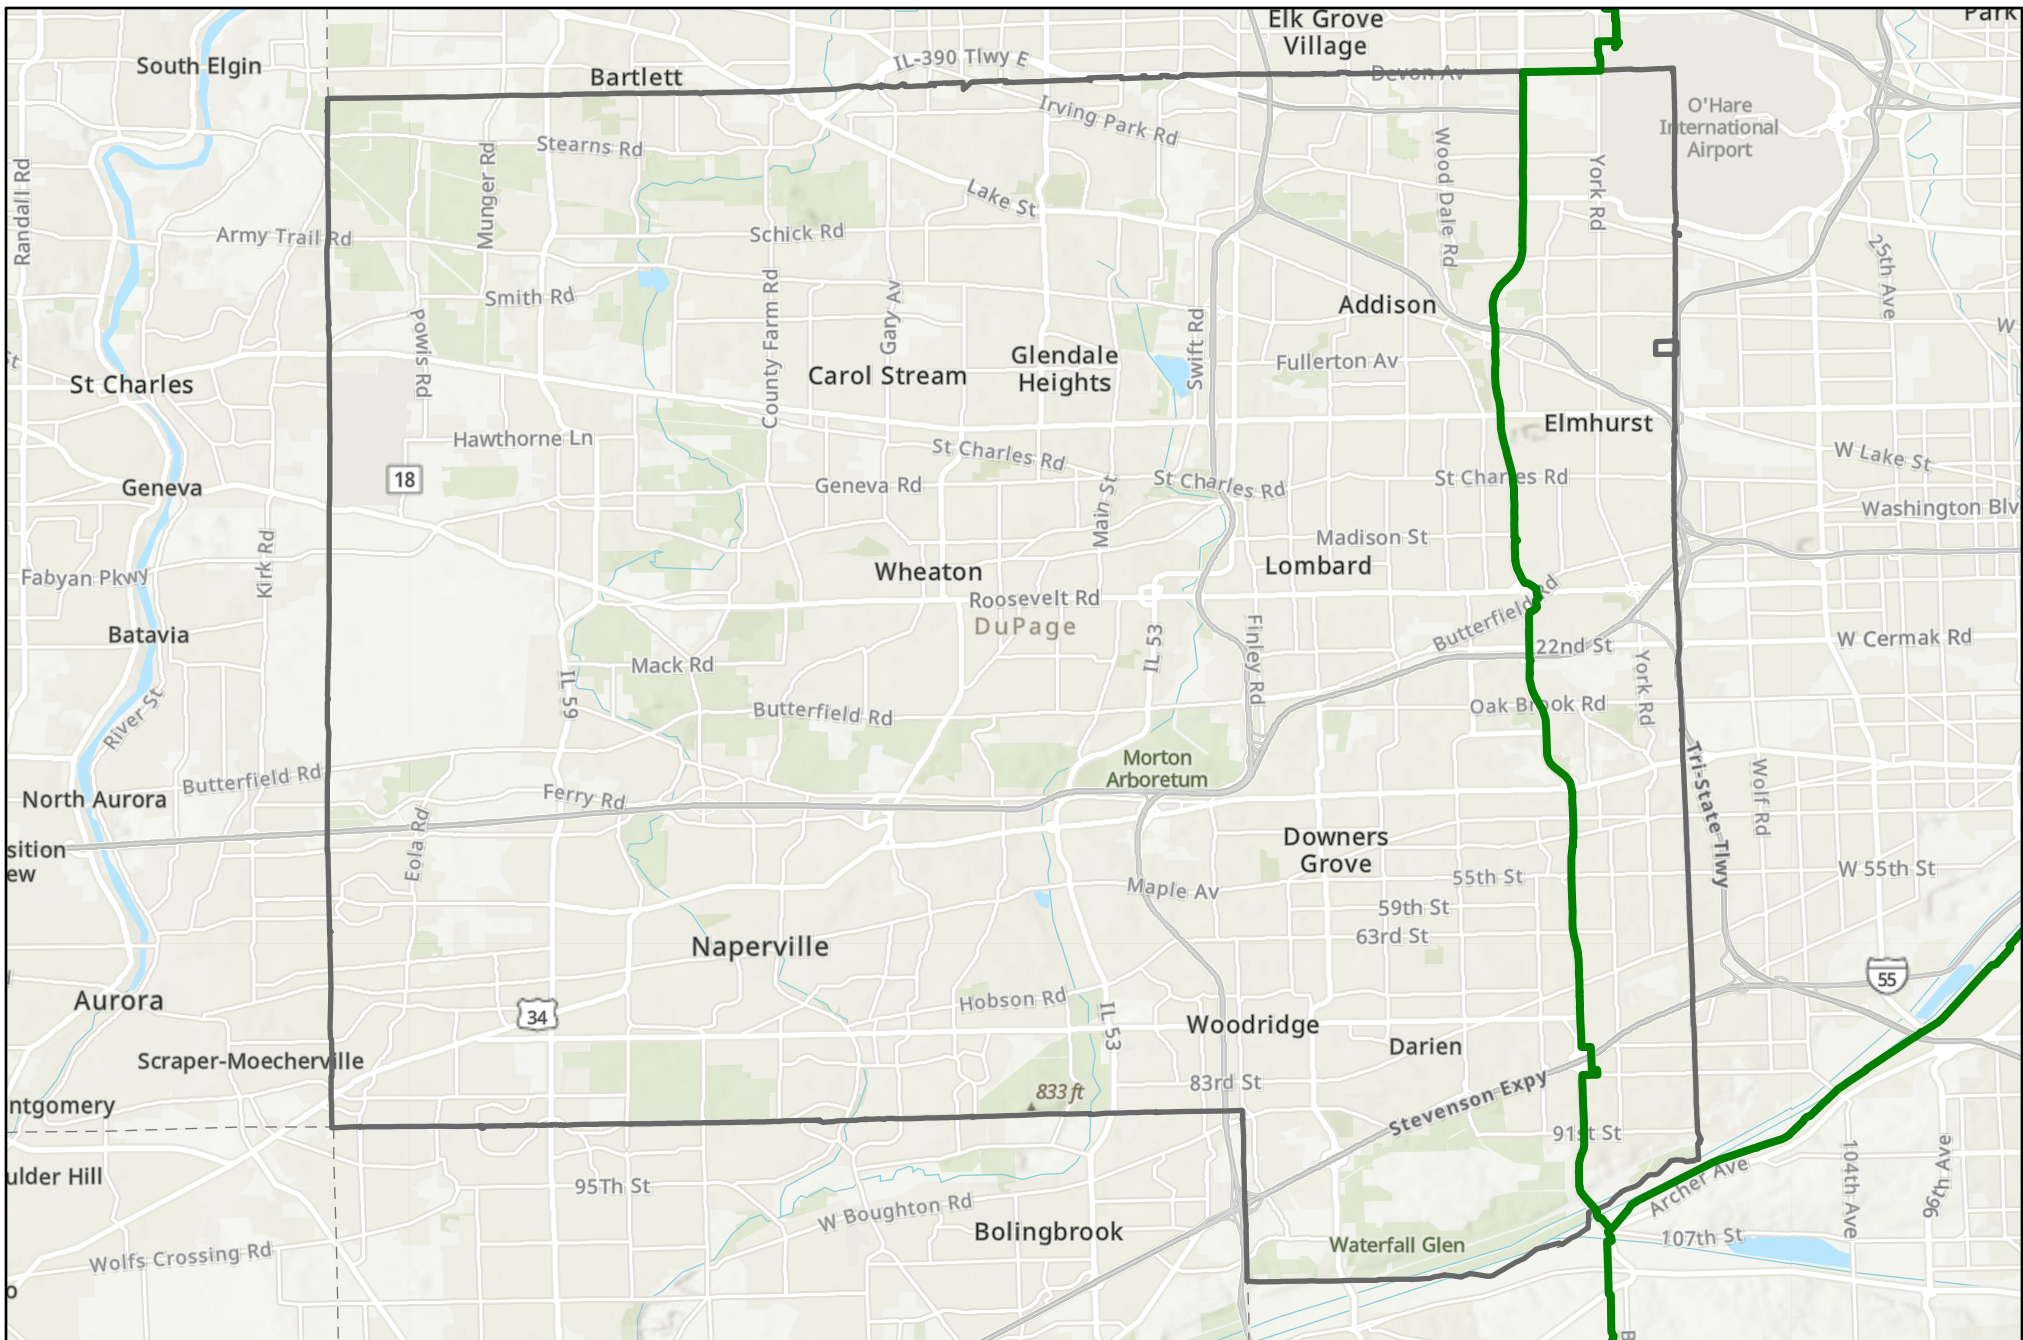 Elk Grove
Village
Park
South Elgin
Bartlett
IL-390 Tlwy E
Devon Av
Irving Park Rd
O'Hare
International
Airport
Stearns Rd
Munger Rd
Wood Dale Rd
York Rd
Randall Rd
Lake St
Army Trail Rd
Schick Rd
25th Ave
Smith Rd
County Farm Rd
Gary Av
Addison
Powis Rd
Swift Rd
W
St
St Charles
Carol Stream
Glendale
Heights
Fullerton Av
Elmhurst
Hawthorne Ln
St Charles Rd
W Lake St
18
Geneva
Geneva Rd
St Charles Rd
St Charles Rd
Main St
Washington Blv
Kirk Rd
Madison St
Fabyan Pkwy
Wheaton
Lombard
Roosevelt Rd
DuPage
Butterfield Rd
Batavia
IL 53
Finley Rd
22nd St
W Cermak Rd
Mack Rd
IL 59
York Rd
River St
Butterfield Rd
Oak Brook Rd
Morton
Arboretum
Tri-State Tlwy
Wolf Rd
Butterfield Rd
North Aurora
Ferry Rd
Eola Rd
Downers
Grove
sition
ew
55th St
W 55th St
Maple Av
59th St
63rd St
Naperville
55
Aurora
Hobson Rd
IL 53
34
Woodridge
Darien
Scraper-Moecherville
83rd St
833 ft
Stevenson Expy
ntgomery
91st St
ulder Hill
95Th St
Archer Ave
104th Ave
96th Ave
W Boughton Rd
Bolingbrook
Waterfall Glen
107th St
Wolfs Crossing Rd
o
B